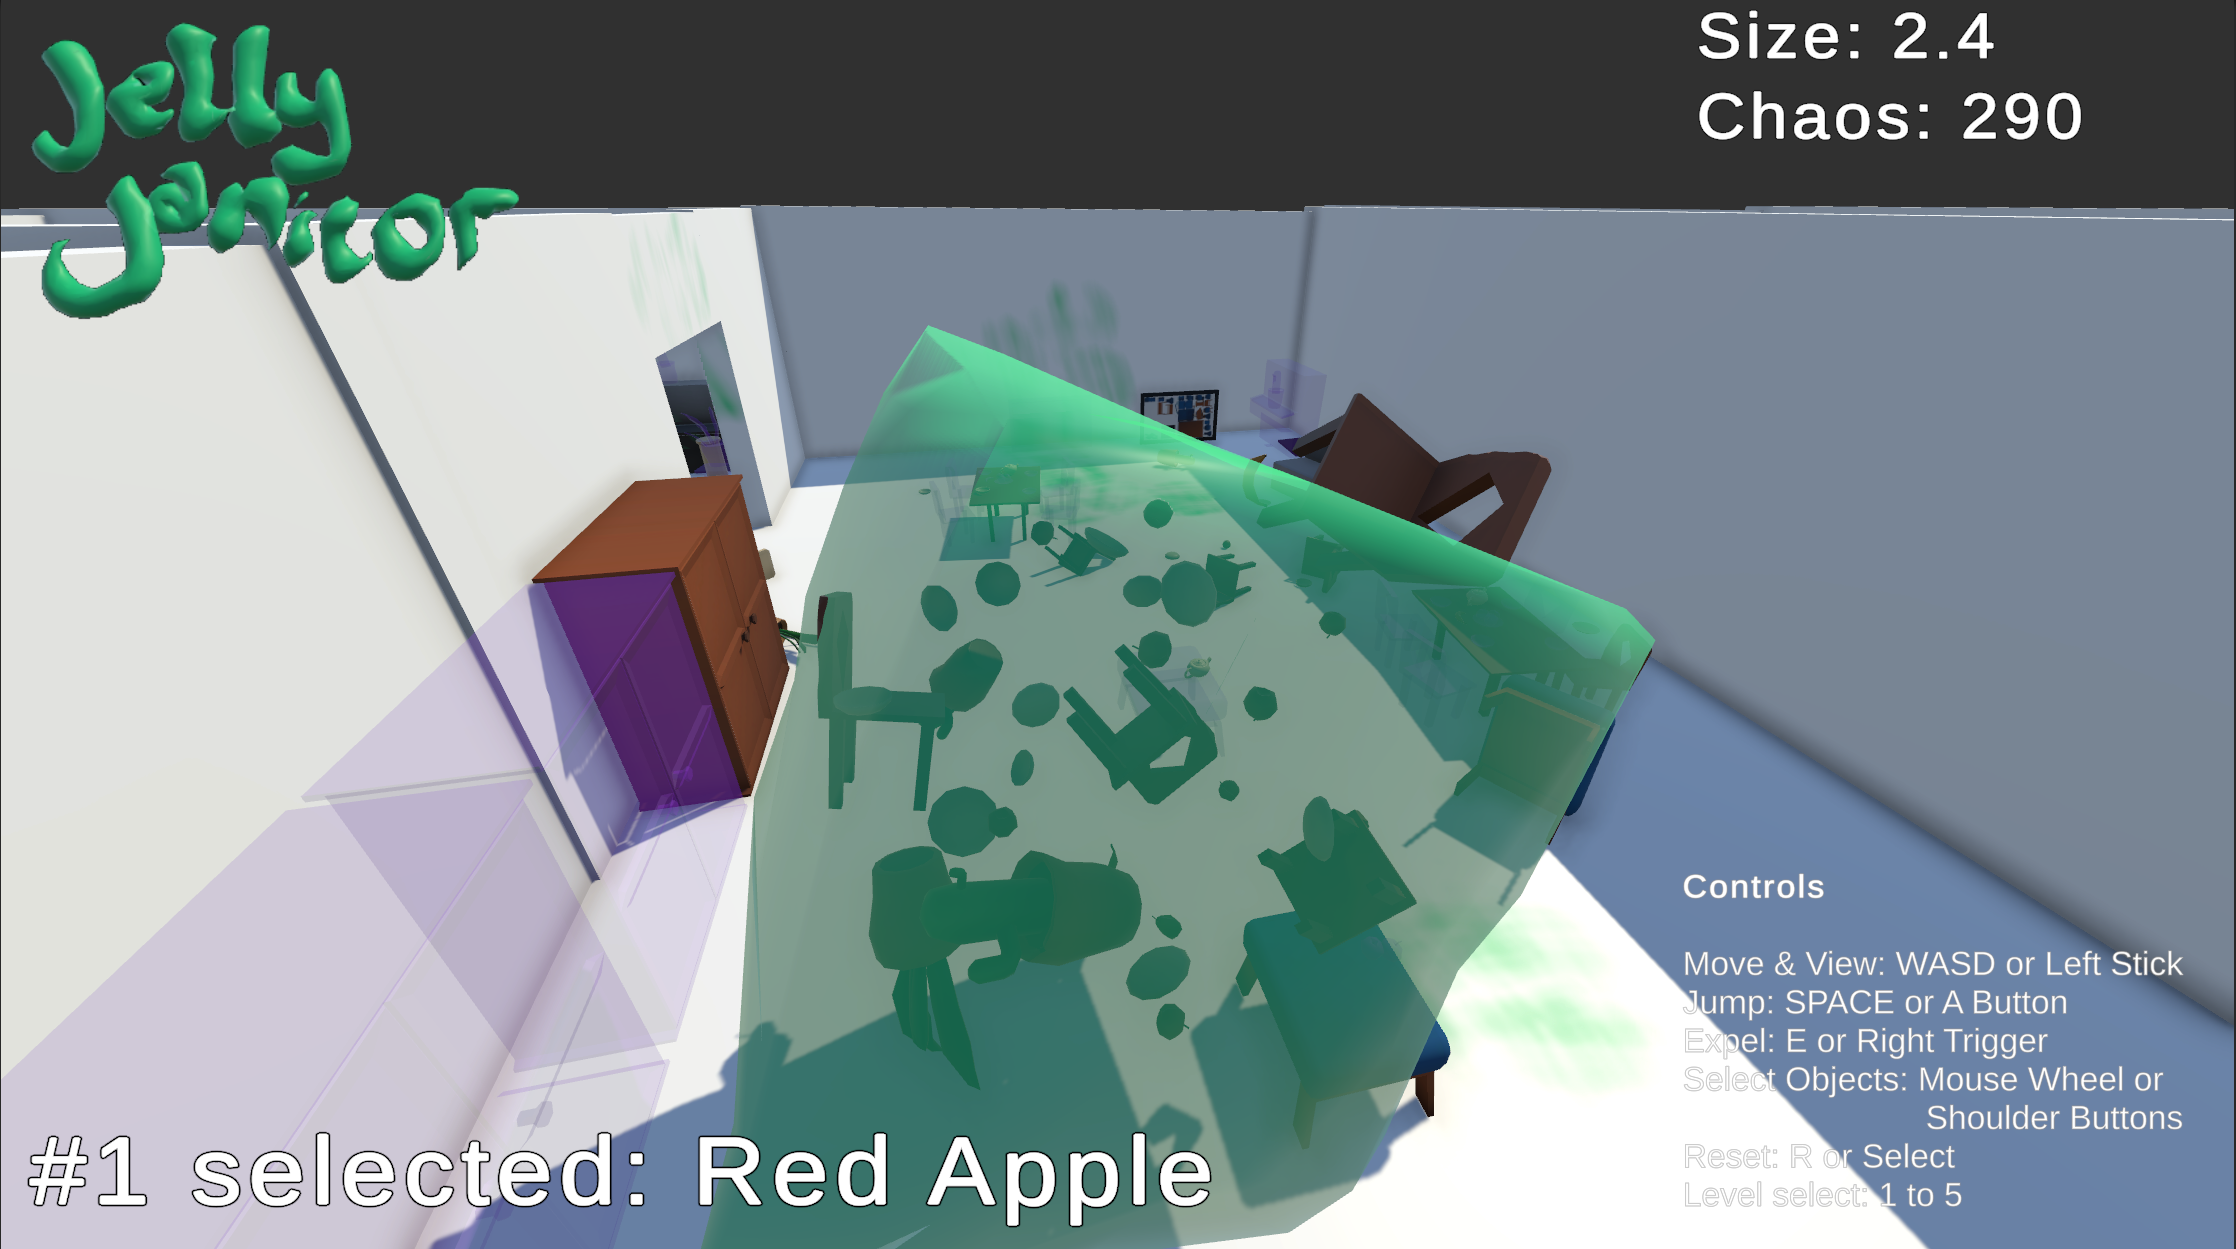 Jelly
Janitor
Size: 2.4
Chaos: 290
Controls
Move & View: WASD or Left Stick
Jump: SPACE or A Button
Expel: E or Right Trigger
Select Objects: Mouse Wheel or
Shoulder Buttons
Reset: R or Select
Level select: 1 to 5
#1 selected: Red Apple